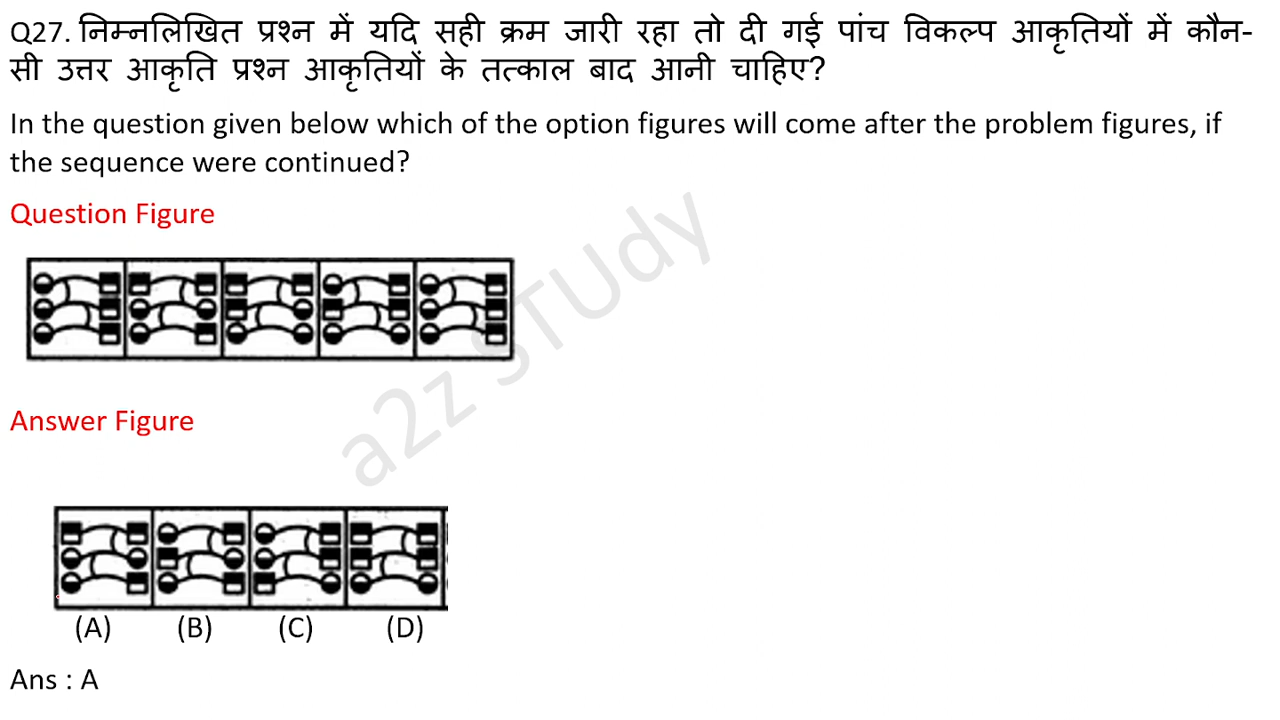 Q27. निम्नलिखित प्रश्न में यदि सही क्रम जारी रहा तो दी गई पांच विकल्प आकृतियों में कौन-
सी उत्तर आकृति प्रश्न आकृतियों के तत्काल बाद आनी चाहिए?
In the question given below which of the option figures will come after the problem figures, if
the sequence were continued?
Question Figure
a2z STUdy
Answer Figure
(A) (B) (C) (D)
Ans : A